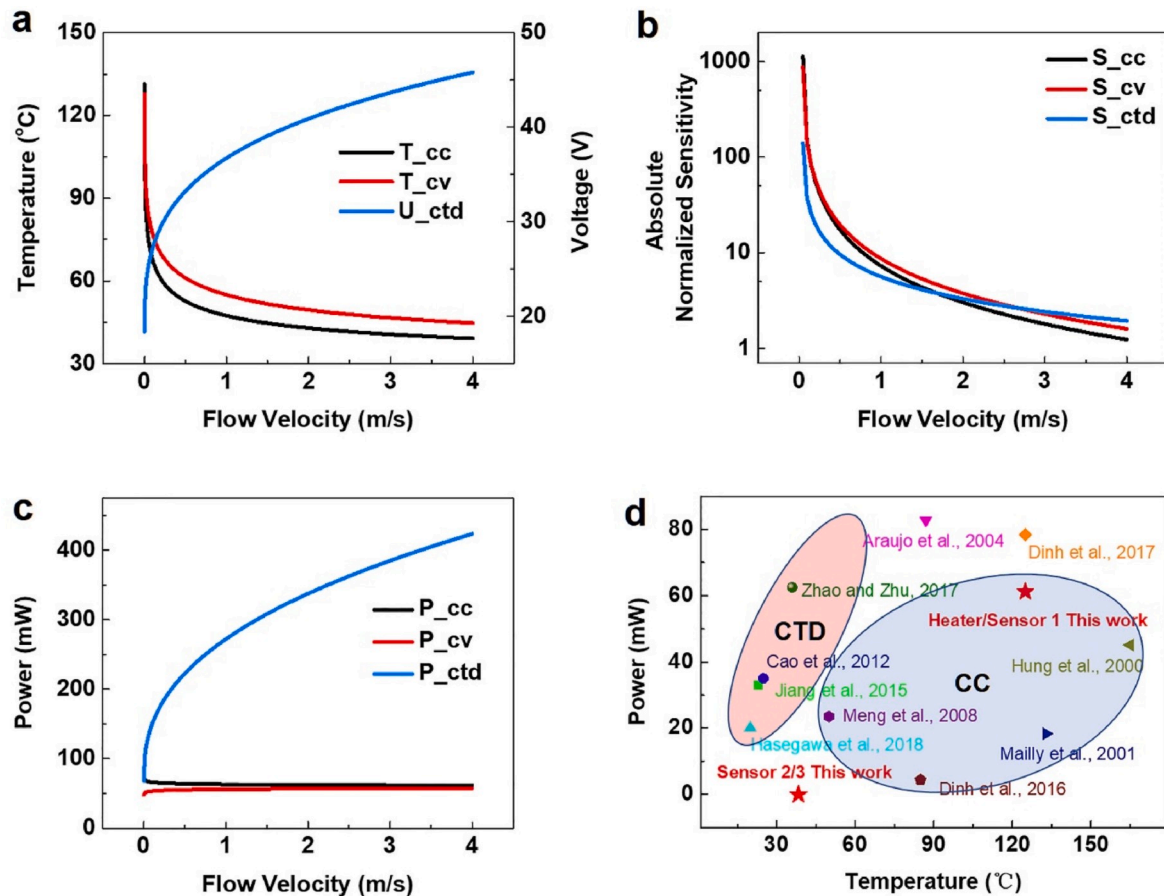 a
150
120
90
60
30
Temperature (°C)
50
40
30
20
Voltage (V)
T_cc
T_cv
U_ctd
0 1 2 3 4
Flow Velocity (m/s)
b
1000
100
10
1
Absolute
Normalized Sensitivity
S_cc
S_cv
S_ctd
0 1 2 3 4
Flow Velocity (m/s)
c
400
300
200
100
0
Power (mW)
P_cc
P_cv
P_ctd
0 1 2 3 4
Flow Velocity (m/s)
d
80
60
40
20
0
Power (mW)
Araujo et al., 2004
Dinh et al., 2017
Zhao and Zhu, 2017
Heater/Sensor 1 This work
CTD
Hung et al., 2000
Cao et al., 2012
CC
Jiang et al., 2015
Meng et al., 2008
Hasegawa et al., 2018
Mailly et al., 2001
Sensor 2/3 This work
Dinh et al., 2016
30 60 90 120 150
Temperature (℃)